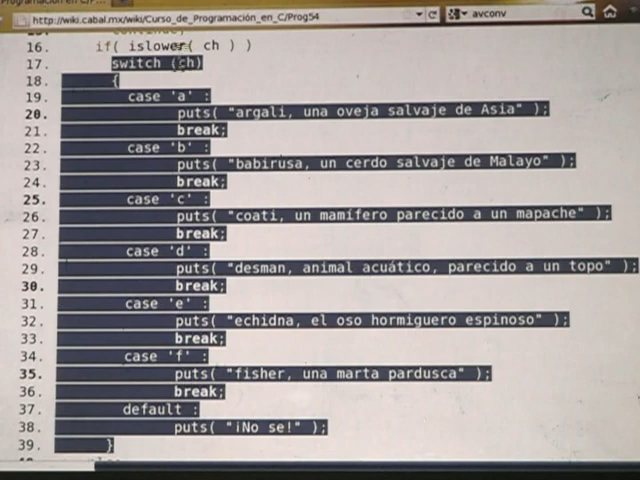 Programación en C/P...
http://wiki.cabal.mx/wiki/Curso_de_Programación_en_C/Prog54
avconv
15. continue;
16. if( islower( ch ) )
17. switch (ch)
18. {
19. case 'a' :
20. puts( "argali, una oveja salvaje de Asia" );
21. break;
22. case 'b' :
23. puts( "babirusa, un cerdo salvaje de Malayo" );
24. break;
25. case 'c' :
26. puts( "coati, un mamífero parecido a un mapache" );
27. break;
28. case 'd' :
29. puts( "desman, animal acuático, parecido a un topo" );
30. break;
31. case 'e' :
32. puts( "echidna, el oso hormiguero espinoso" );
33. break;
34. case 'f' :
35. puts( "fisher, una marta pardusca" );
36. break;
37. default :
38. puts( "¡No se!" );
39. }